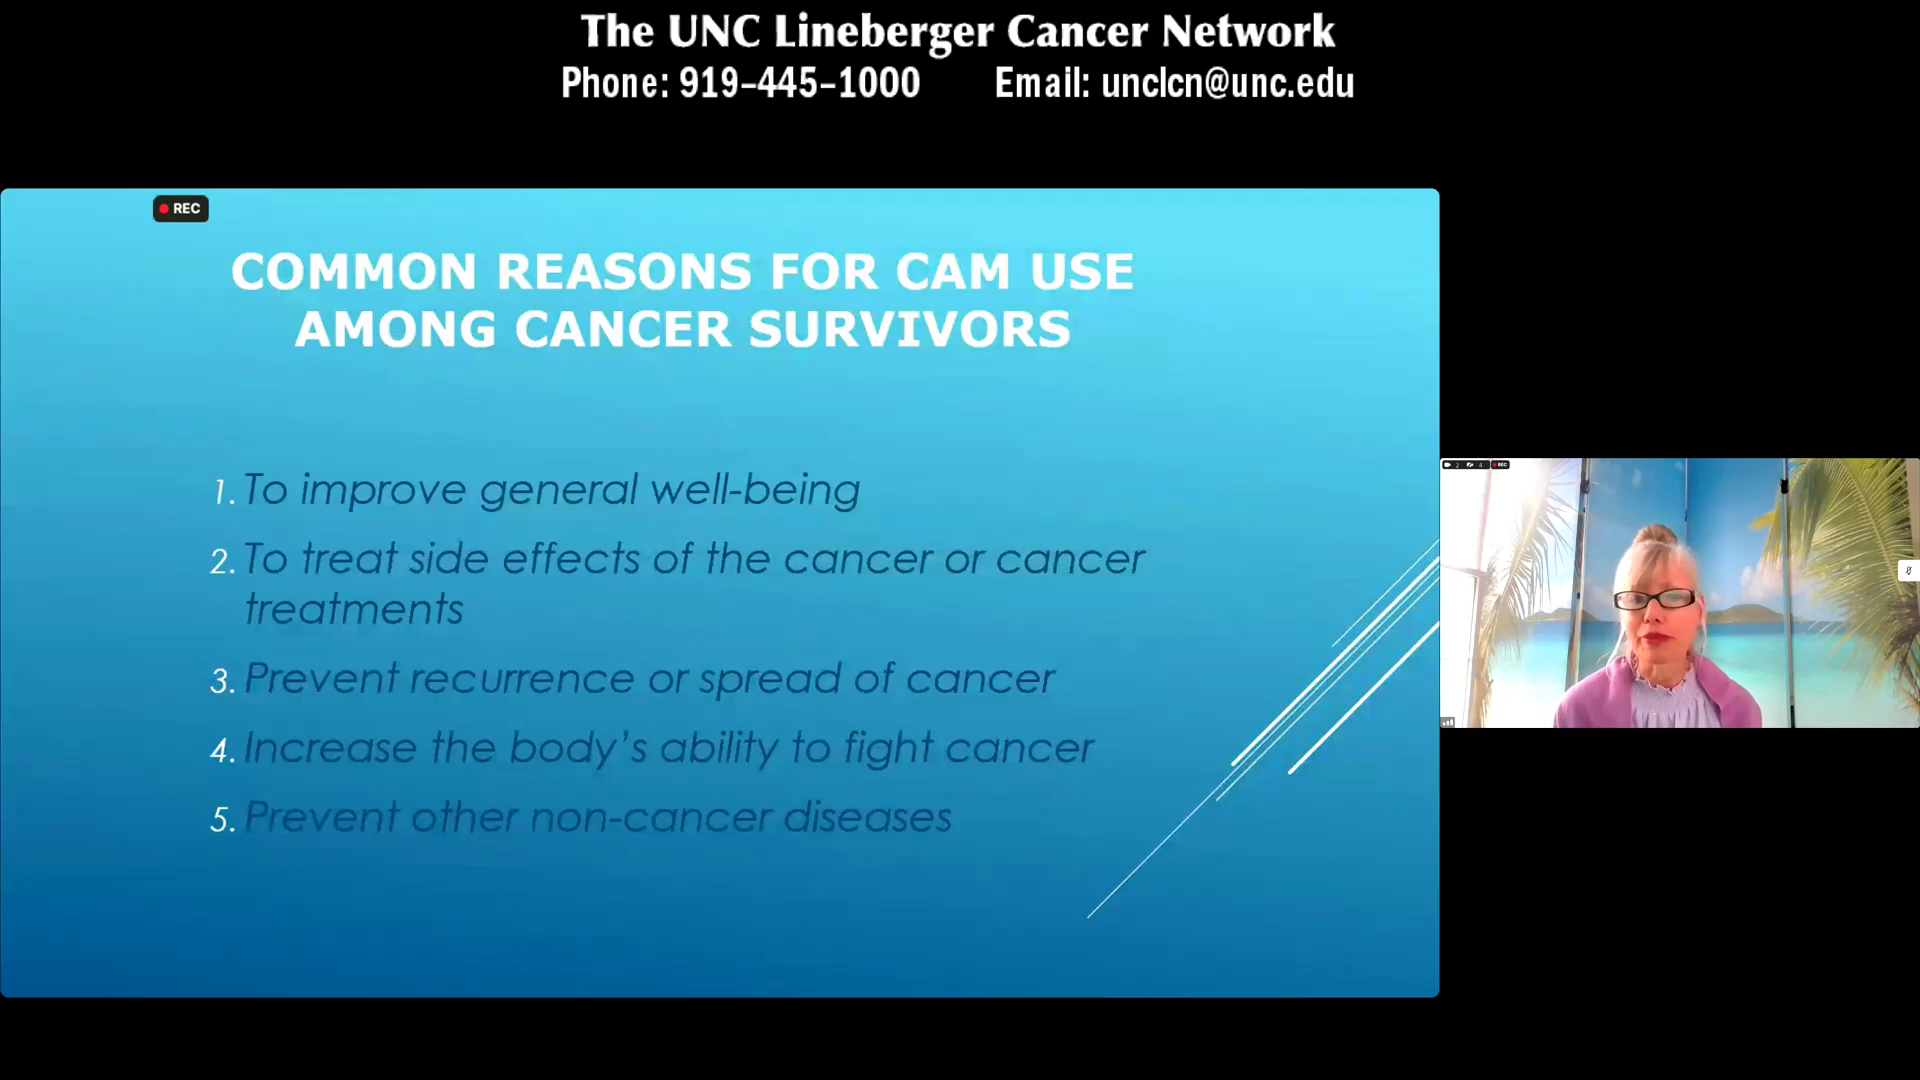 The UNC Lineberger Cancer Network
Phone: 919-445-1000 Email: unclcn@unc.edu
REC
COMMON REASONS FOR CAM USE
AMONG CANCER SURVIVORS
1. To improve general well-being
2. To treat side effects of the cancer or cancer
treatments
3. Prevent recurrence or spread of cancer
4. Increase the body's ability to fight cancer
5. Prevent other non-cancer diseases
2 4 REC